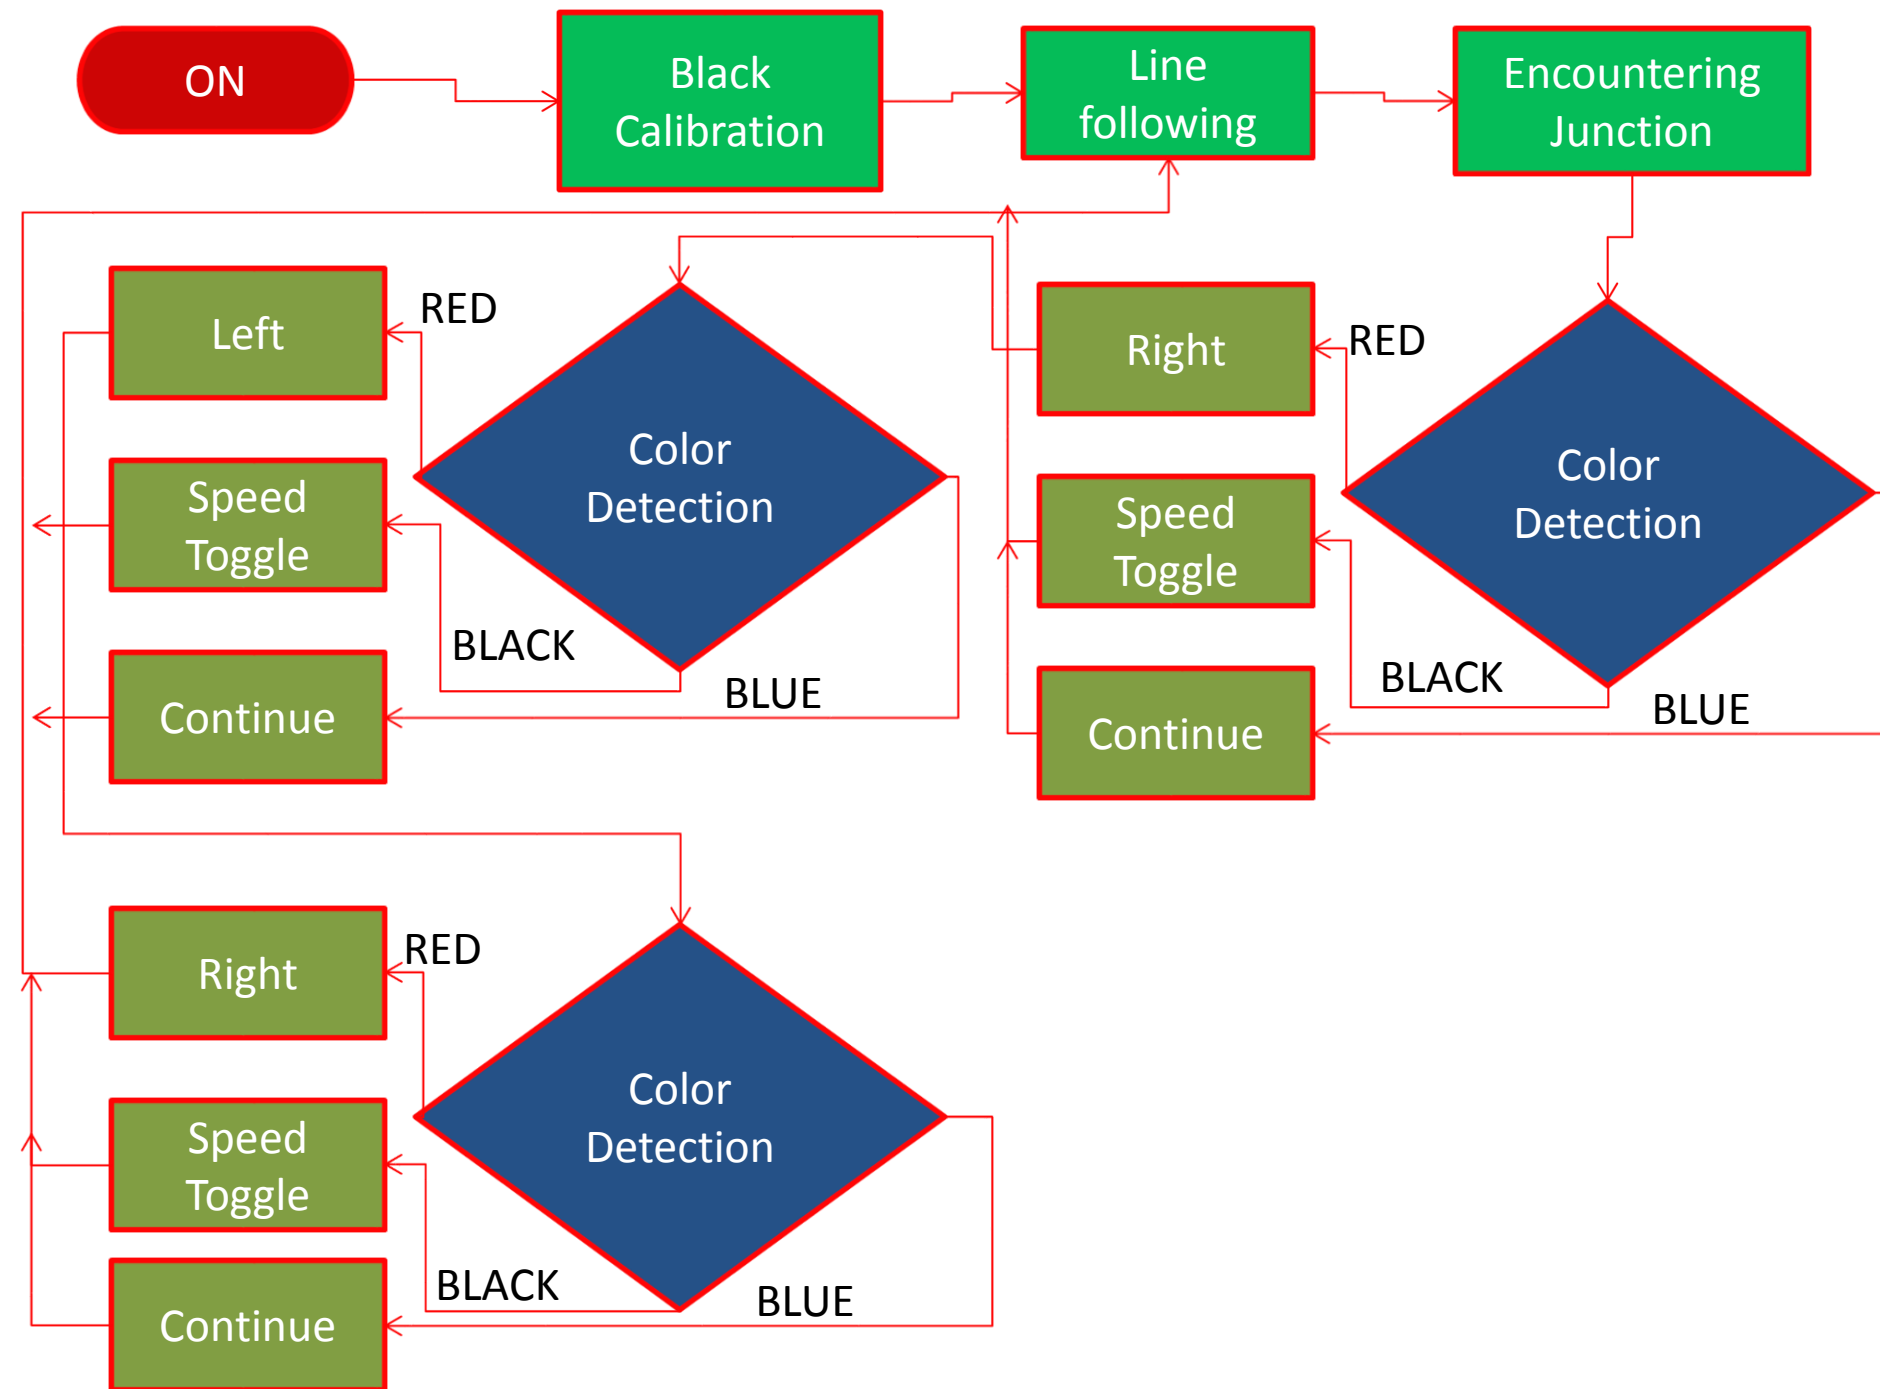 ON
Black
Calibration
Line
following
Encountering
Junction
Left
RED
Color
Detection
Speed
Toggle
BLACK
BLUE
Continue
Right
RED
Color
Detection
Speed
Toggle
BLACK
BLUE
Continue
Right
RED
Color
Detection
Speed
Toggle
BLACK
BLUE
Continue